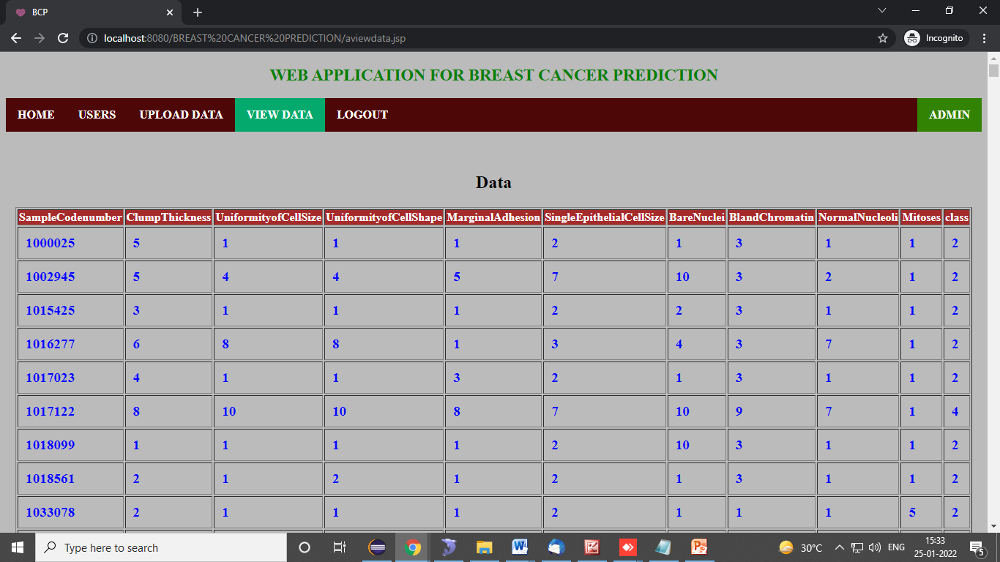 BCP
localhost:8080/BREAST%20CANCER%20PREDICTION/aviewdata.jsp
Incognito
WEB APPLICATION FOR BREAST CANCER PREDICTION
HOME USERS UPLOAD DATA VIEW DATA LOGOUT ADMIN
Data
SampleCodenumber ClumpThickness UniformityofCellSize UniformityofCellShape MarginalAdhesion SingleEpithelialCellSize BareNuclei BlandChromatin NormalNucleoli Mitoses class
1000025 5 1 1 1 2 1 3 1 1 2
1002945 5 4 4 5 7 10 3 2 1 2
1015425 3 1 1 1 2 2 3 1 1 2
1016277 6 8 8 1 3 4 3 7 1 2
1017023 4 1 1 3 2 1 3 1 1 2
1017122 8 10 10 8 7 10 9 7 1 4
1018099 1 1 1 1 2 10 3 1 1 2
1018561 2 1 2 1 2 1 3 1 1 2
1033078 2 1 1 1 2 1 1 1 5 2
Type here to search
30°C
ENG
15:33
25-01-2022
5